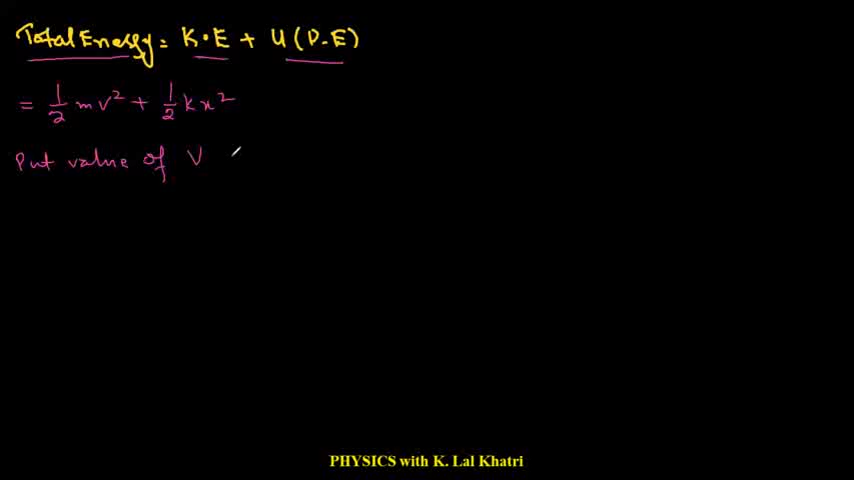 Total Energy = K.E + U (P.E)
= 1/2 mv² + 1/2 kx²
Put value of V
PHYSICS with K. Lal Khatri